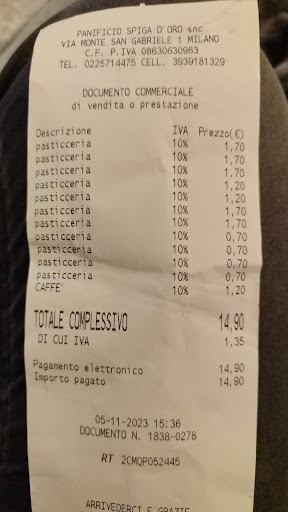 PANIFICIO SPIGA D'ORO snc
VIA MONTE SAN GABRIELE 1 MILANO
C.F. P.IVA 08630630963
TEL. 0225714475 CELL. 3939181329
DOCUMENTO COMMERCIALE
di vendita o prestazione
Descrizione IVA Prezzo(€)
pasticceria 10% 1,70
pasticceria 10% 1,70
pasticceria 10% 1,70
pasticceria 10% 1,20
pasticceria 10% 1,20
pasticceria 10% 1,70
pasticceria 10% 1,70
pasticceria 10% 0,70
pasticceria 10% 0,70
pasticceria 10% 0,70
pasticceria 10% 0,70
CAFFE' 10% 1,20
TOTALE COMPLESSIVO 14,90
DI CUI IVA 1,35
Pagamento elettronico 14,90
Importo pagato 14,90
05-11-2023 15:36
DOCUMENTO N. 1838-0278
RT 2CMQP052445
ARRIVEDERCI E GRAZIE